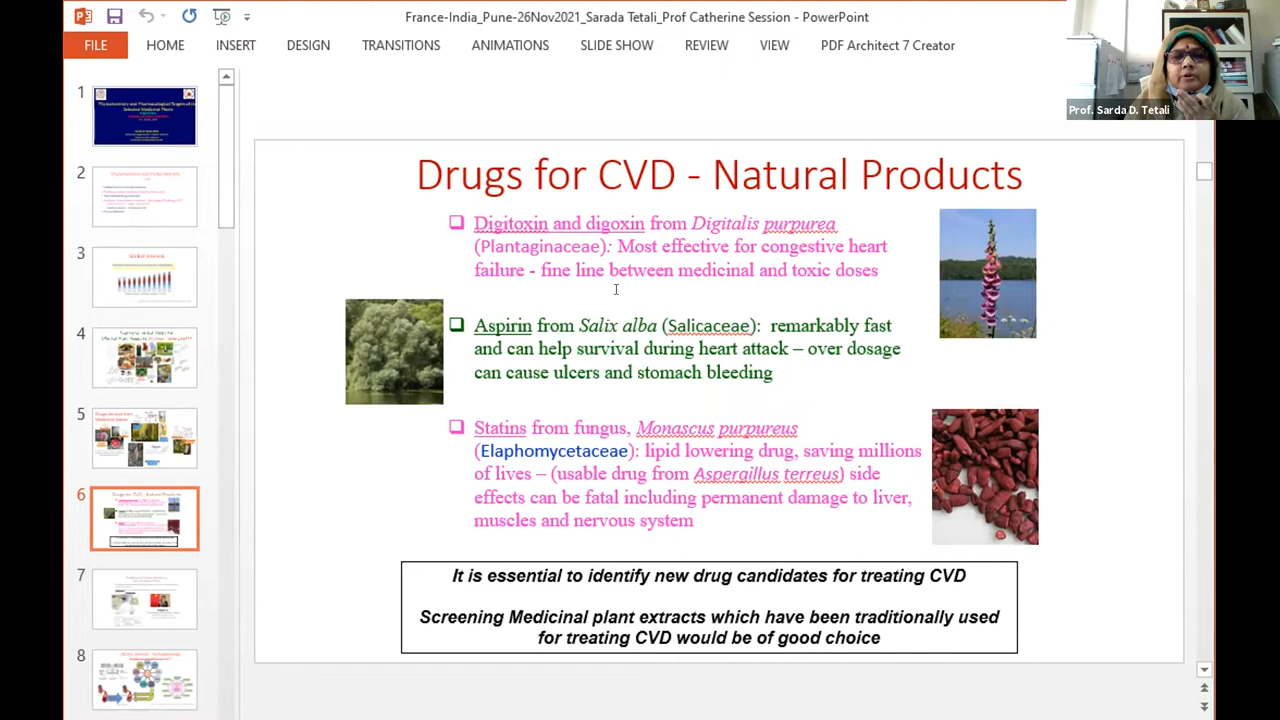 France-India_Pune-26Nov2021_Sarada Tetali_Prof Catherine Session - PowerPoint
FILE HOME INSERT DESIGN TRANSITIONS ANIMATIONS SLIDE SHOW REVIEW VIEW PDF Architect 7 Creator
Prof. Sarda D. Tetali
1
2
3
4
5
6
7
8
Drugs for CVD - Natural Products
Digitoxin and digoxin from Digitalis purpurea
(Plantaginaceae): Most effective for congestive heart
failure - fine line between medicinal and toxic doses
Aspirin from Salix alba (Salicaceae): remarkably fast
and can help survival during heart attack – over dosage
can cause ulcers and stomach bleeding
Statins from fungus, Monascus purpureus
(Elaphomycetaceae): lipid lowering drug, saving millions
of lives – (usable drug from Aspergillus terreus) side
effects can be fatal including permanent damage to liver,
muscles and nervous system
It is essential to identify new drug candidates for treating CVD
Screening Medicinal plant extracts which have been traditionally used
for treating CVD would be of good choice